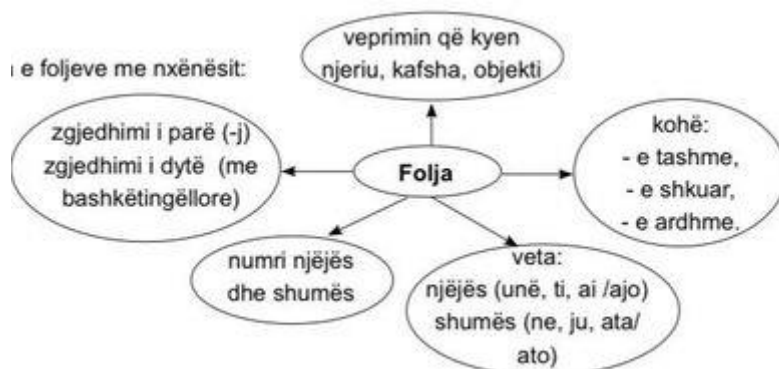 veprimin që kyen
njeriu, kafsha, objekti
e foljeve me nxënësit:
zgjedhimi i parë (-j)
zgjedhimi i dytë (me
bashkëtingëllore)
Folja
kohë:
- e tashme,
- e shkuar,
- e ardhme.
numri njëjës
dhe shumës
veta:
njëjës (unë, ti, ai /ajo)
shumës (ne, ju, ata/
ato)